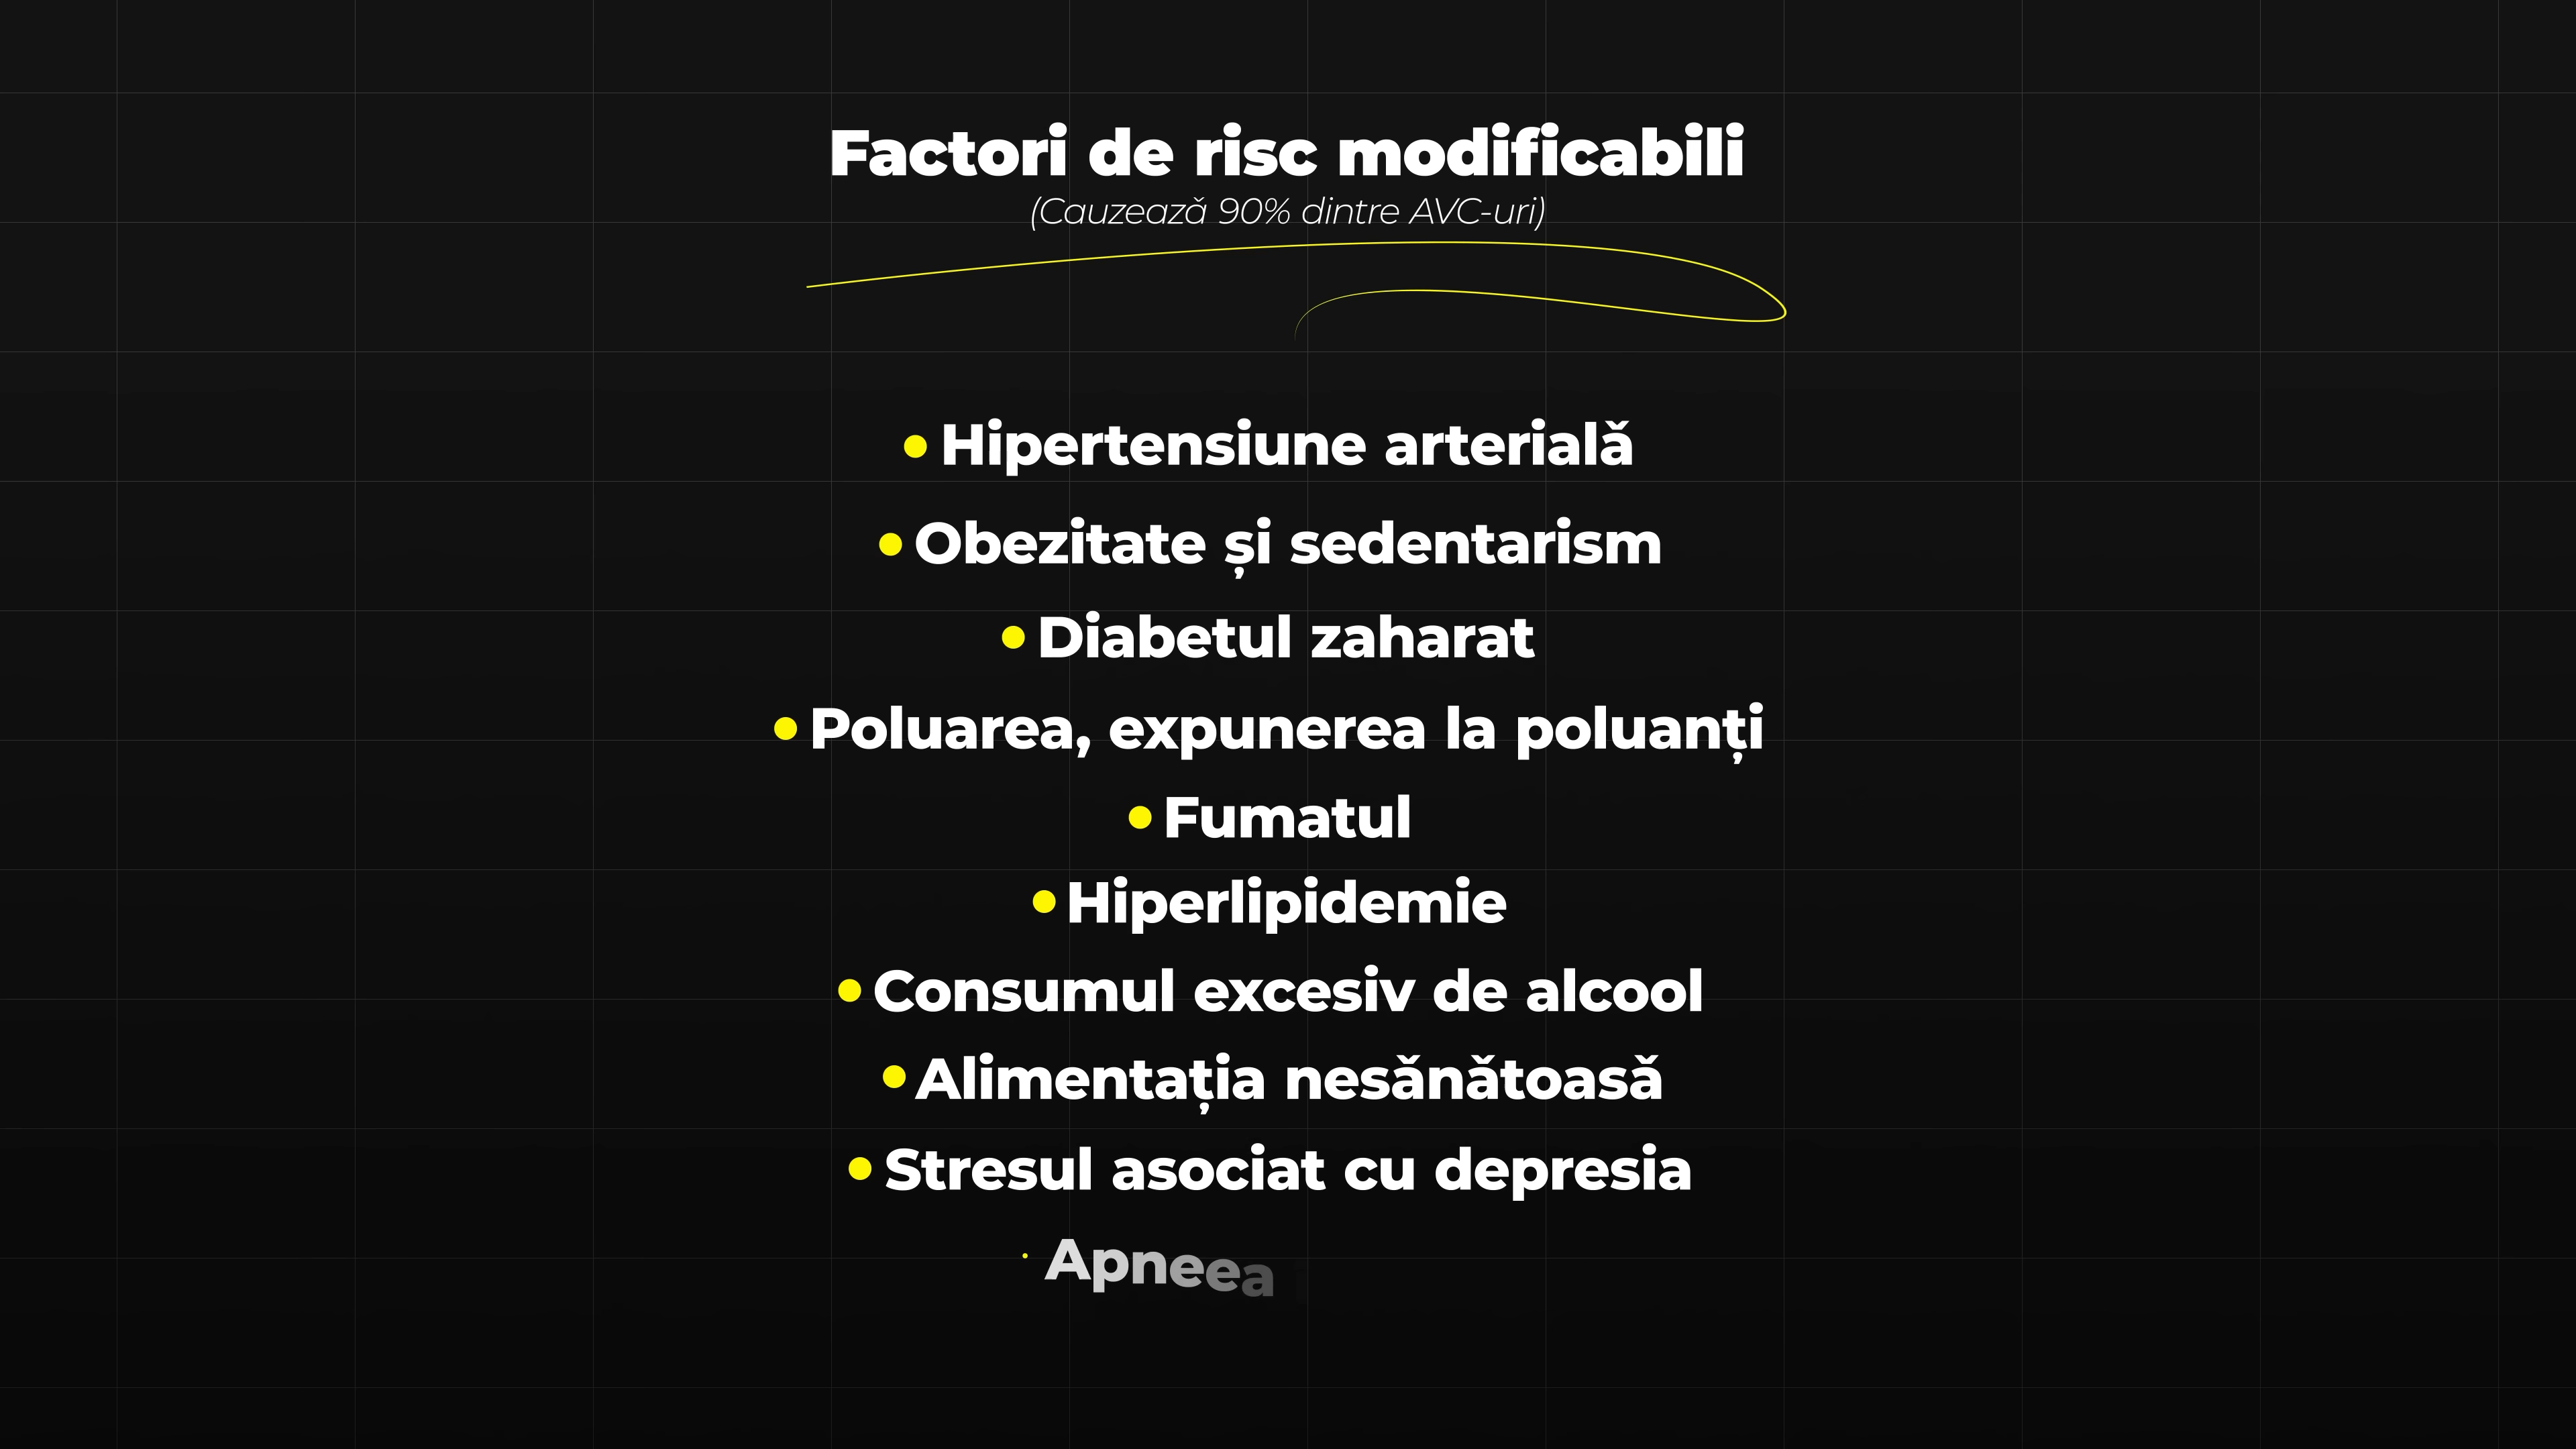 Factori de risc modificabili
(Cauzează 90% dintre AVC-uri)
Hipertensiune arterială
Obezitate și sedentarism
Diabetul zaharat
Poluarea, expunerea la poluanți
Fumatul
Hiperlipidemie
Consumul excesiv de alcool
Alimentația nesănătoasă
Stresul asociat cu depresia
Apneea